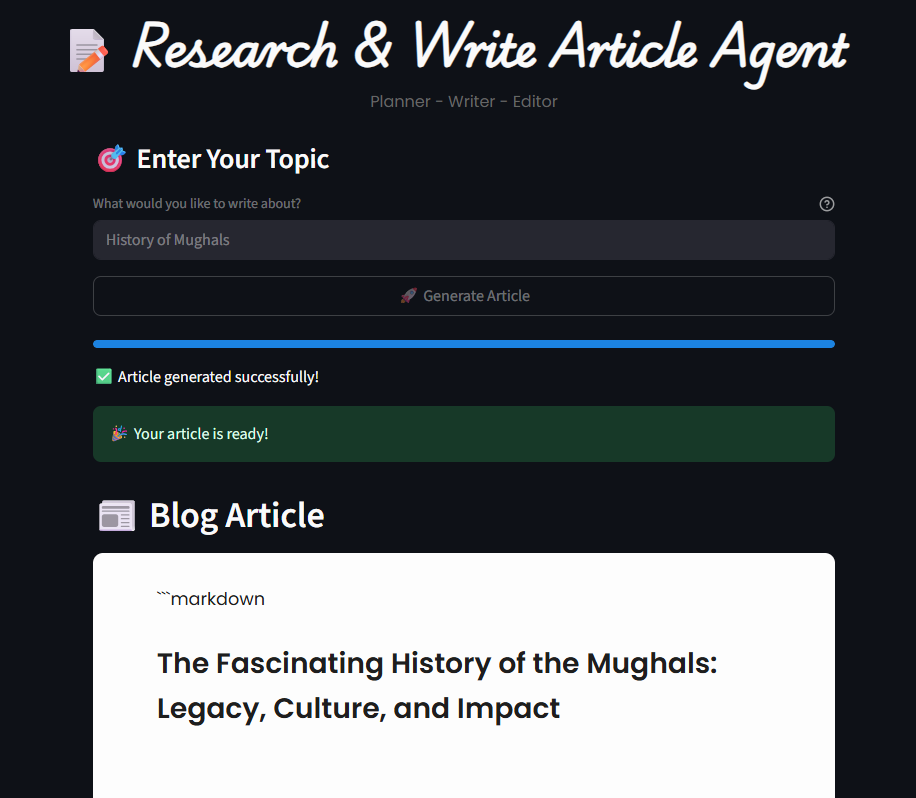 Research & Write Article Agent
Planner - Writer - Editor
Enter Your Topic
What would you like to write about?
History of Mughals
Generate Article
Article generated successfully!
Your article is ready!
Blog Article
```markdown
The Fascinating History of the Mughals:
Legacy, Culture, and Impact